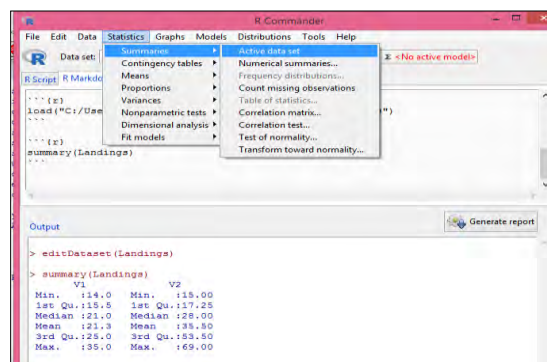 R Commander
File Edit Data Statistics Graphs Models Distributions Tools Help
R Data set: Σ <No active model>
Summaries
Contingency tables
Means
Proportions
Variances
Nonparametric tests
Dimensional analysis
Fit models
Active data set
Numerical summaries...
Frequency distributions...
Count missing observations
Table of statistics...
Correlation matrix...
Correlation test...
Test of normality...
Transform toward normality...
R Script R Markdo
```{r}
load("C:/Use ")
```
```{r}
summary(Landings)
```
Output
Generate report
> editDataset(Landings)
> summary(Landings)
V1 V2
Min. :14.0 Min. :15.00
1st Qu.:15.5 1st Qu.:17.25
Median :21.0 Median :28.00
Mean :21.3 Mean :35.50
3rd Qu.:25.0 3rd Qu.:53.50
Max. :35.0 Max. :69.00